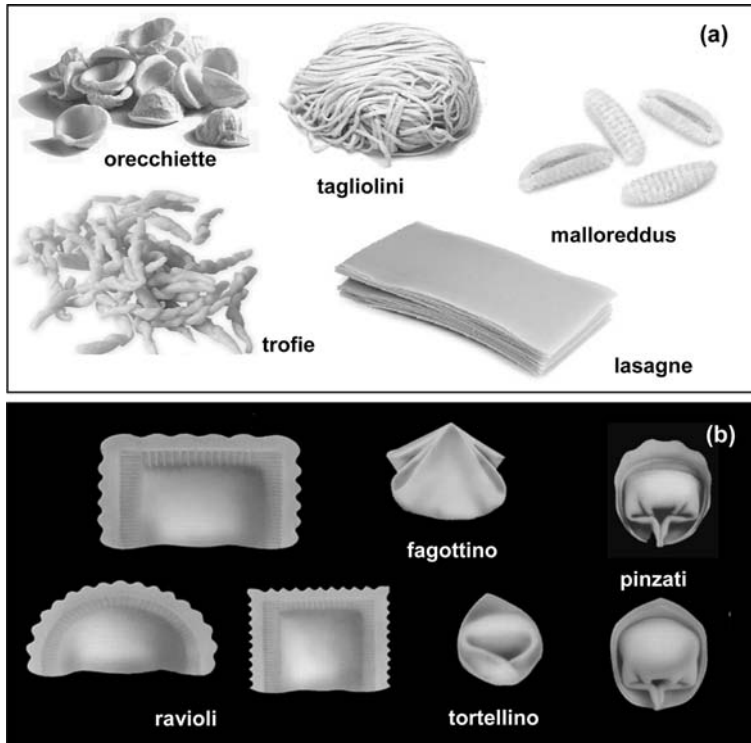 (a)
orecchiette
tagliolini
malloreddus
trofie
lasagne
(b)
fagottino
pinzati
ravioli
tortellino